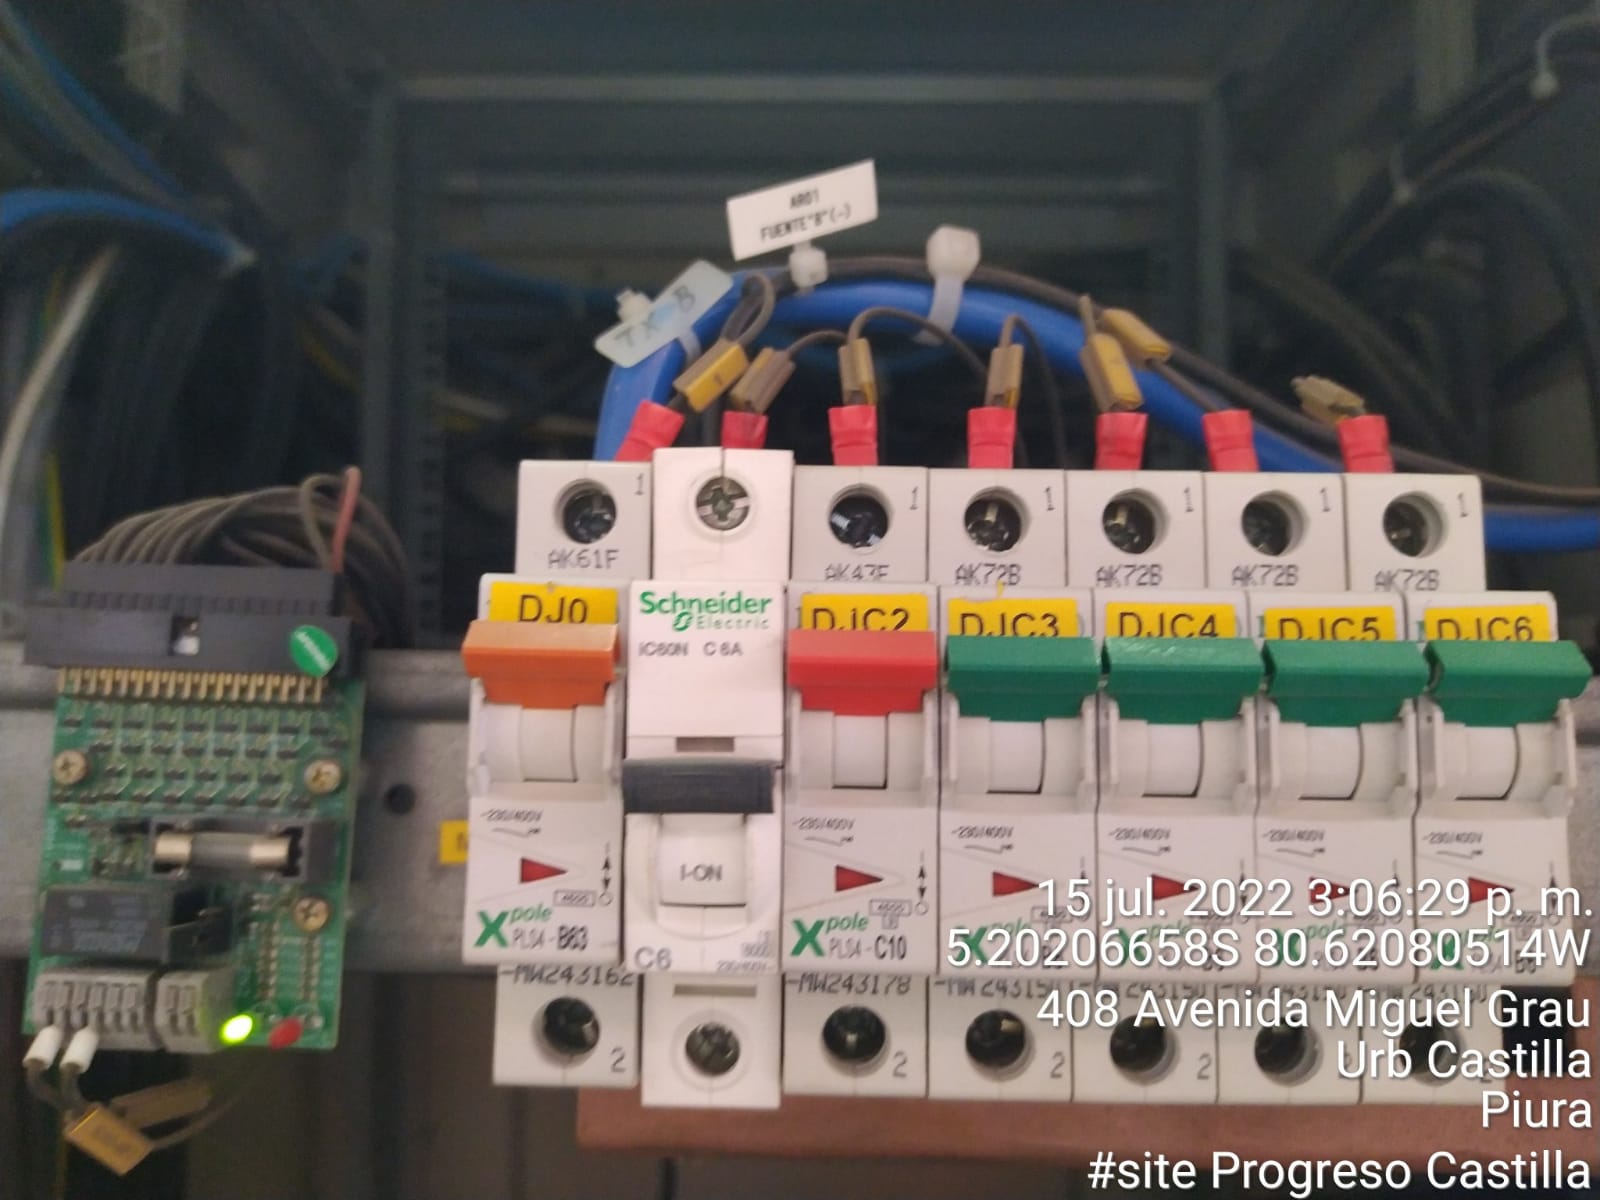 AR01
FUENTE"B"(-)
TX B
1
1
1
1
1
1
AK61F
AK43F
AK72B
AK72B
AK72B
AK72B
DJ0
Schneider
Electric
IC60N C6A
DJC2
DJC3
DJC4
DJC5
DJC6
~230/400V
~230/400V
~230/400V
~230/400V
~230/400V
~230/400V
I-ON
Xpole
PLS4-B63
C6
Xpole
PLS4-C10
-MW243162
-MW243178
2
2
2
2
15 jul. 2022 3:06:29 p. m.
5.20206658S 80.62080514W
408 Avenida Miguel Grau
Urb Castilla
Piura
#site Progreso Castilla